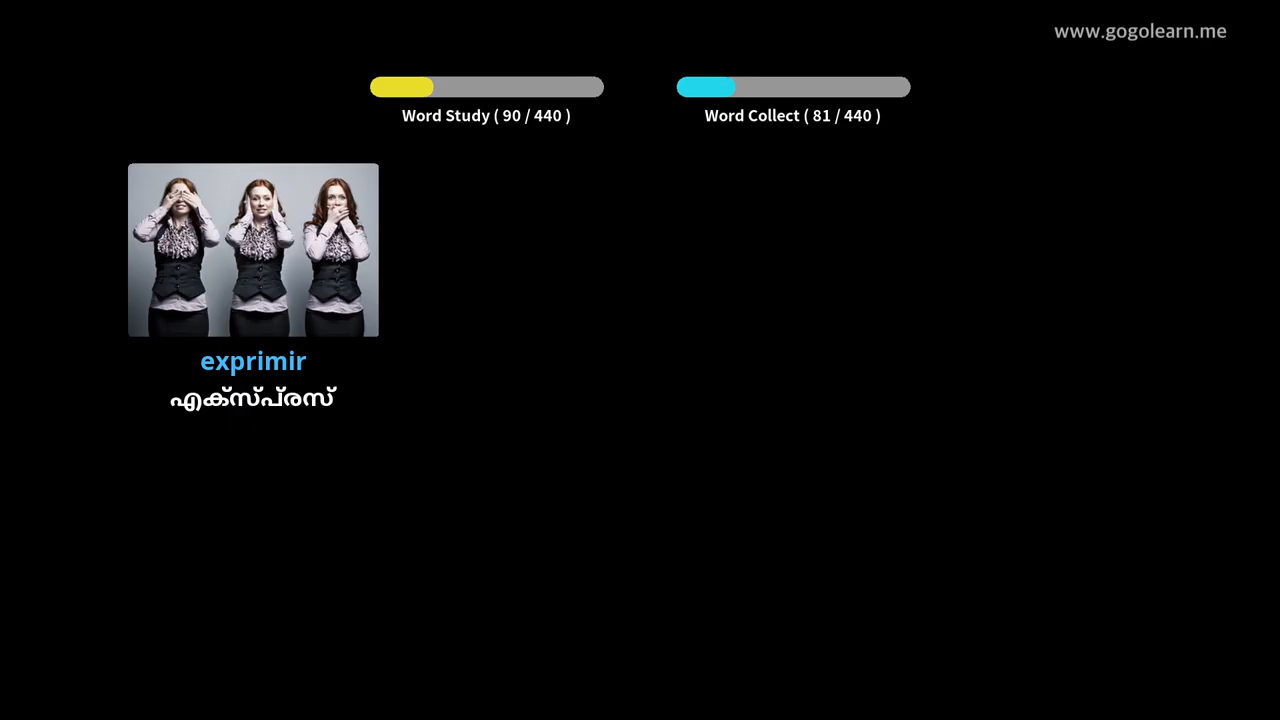 www.gogolearn.me
Word Study ( 90 / 440 )
Word Collect ( 81 / 440 )
exprimir
എക്സ്പ്രസ്